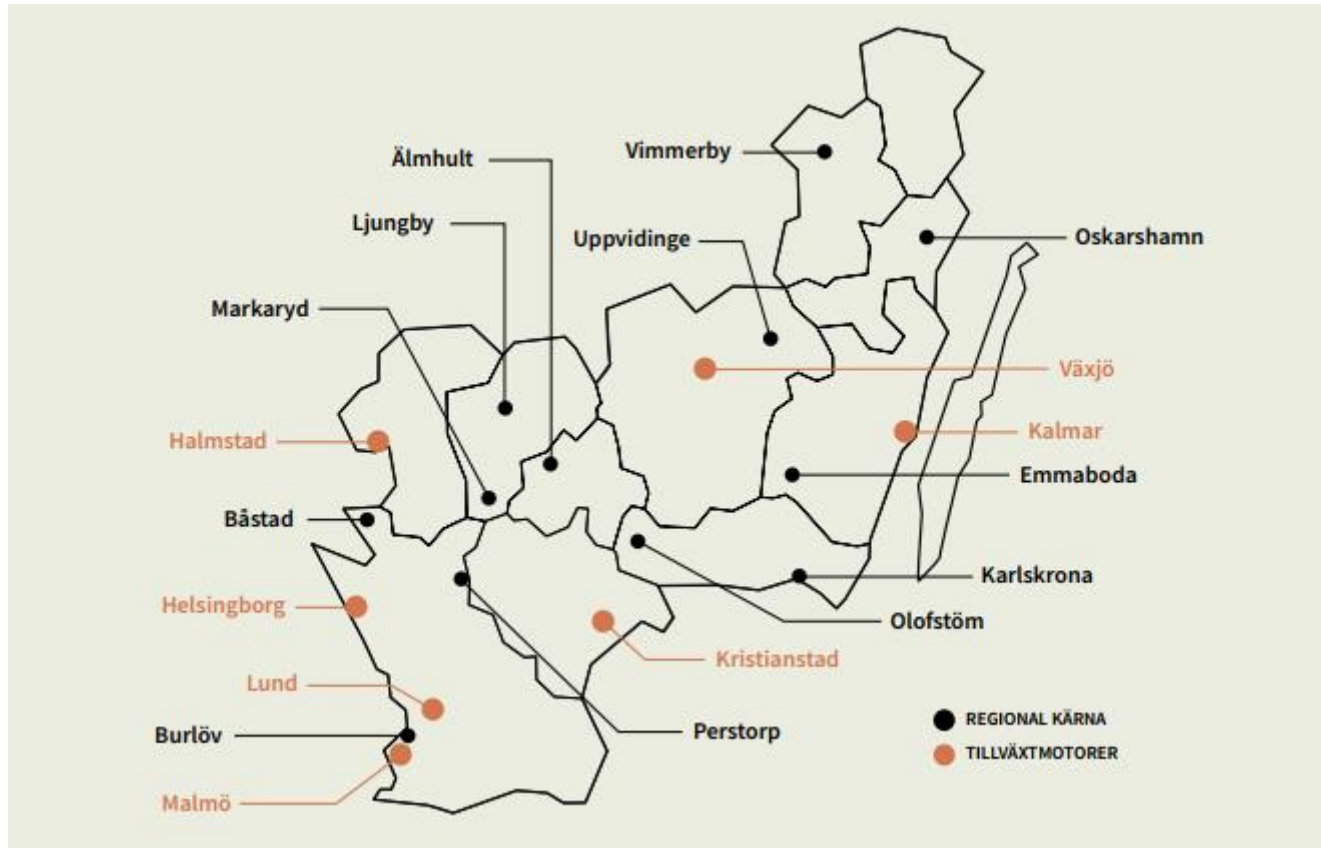 Vimmerby
Älmhult
Ljungby
Uppvidinge
Oskarshamn
Markaryd
Växjö
Halmstad
Kalmar
Emmaboda
Båstad
Karlskrona
Helsingborg
Olofstöm
Kristianstad
Lund
REGIONAL KÄRNA
Burlöv
Perstorp
TILLVÄXTMOTORER
Malmö